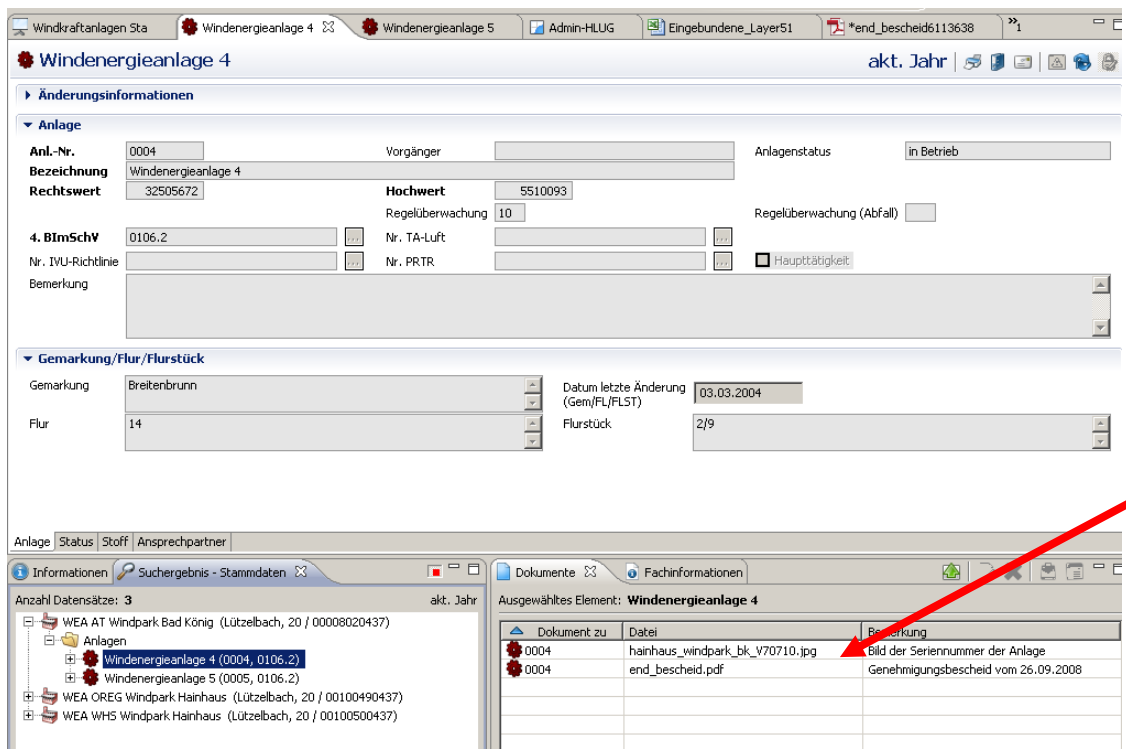 Windkraftanlagen Sta Windenergieanlage 4 Windenergieanlage 5 Admin-HLUG Eingebundene_Layer51 *end_bescheid6113638 »1
Windenergieanlage 4 akt. Jahr
Änderungsinformationen
Anlage
Anl.-Nr. 0004 Vorgänger Anlagenstatus in Betrieb
Bezeichnung Windenergieanlage 4
Rechtswert 32505672 Hochwert 5510093
Regelüberwachung 10 Regelüberwachung (Abfall)
4. BImSchV 0106.2 ... Nr. TA-Luft ...
Nr. IVU-Richtlinie ... Nr. PRTR ... Haupttätigkeit
Bemerkung
Gemarkung/Flur/Flurstück
Gemarkung Breitenbrunn Datum letzte Änderung (Gem/FL/FLST) 03.03.2004
Flur 14 Flurstück 2/9
Anlage Status Stoff Ansprechpartner
Informationen Suchergebnis - Stammdaten
Anzahl Datensätze: 3 akt. Jahr
WEA AT Windpark Bad König (Lützelbach, 20 / 00008020437)
Anlagen
Windenergieanlage 4 (0004, 0106.2)
Windenergieanlage 5 (0005, 0106.2)
WEA OREG Windpark Hainhaus (Lützelbach, 20 / 00100490437)
WEA WHS Windpark Hainhaus (Lützelbach, 20 / 00100500437)
Dokumente Fachinformationen
Ausgewähltes Element: Windenergieanlage 4
Dokument zu Datei Bemerkung
0004 hainhaus_windpark_bk_V70710.jpg Bild der Seriennummer der Anlage
0004 end_bescheid.pdf Genehmigungsbescheid vom 26.09.2008